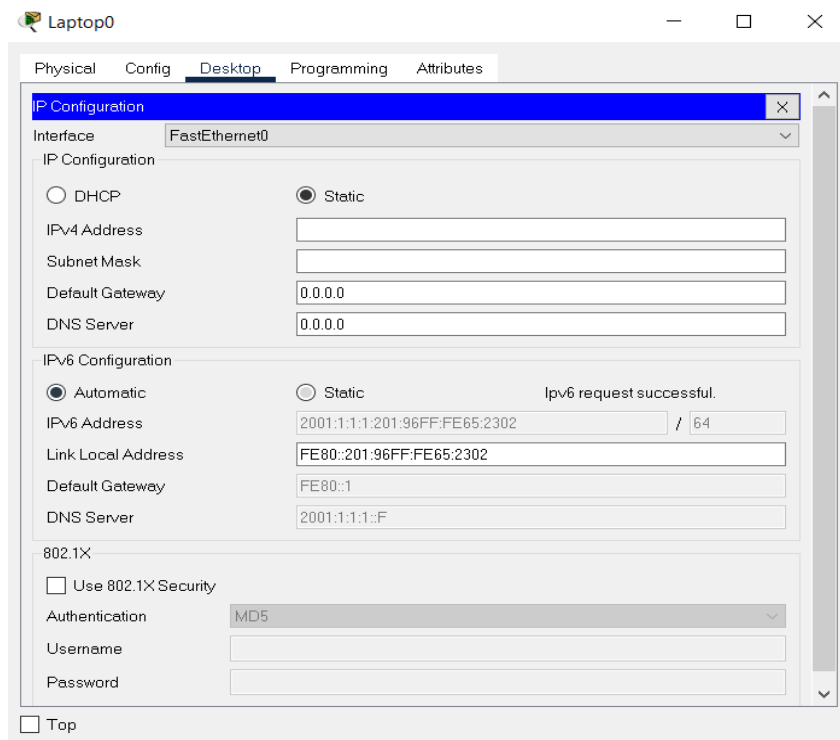 Laptop0
Physical Config Desktop Programming Attributes
IP Configuration X
Interface FastEthernet0
IP Configuration
DHCP Static
IPv4 Address
Subnet Mask
Default Gateway 0.0.0.0
DNS Server 0.0.0.0
IPv6 Configuration
Automatic Static Ipv6 request successful.
IPv6 Address 2001:1:1:1:201:96FF:FE65:2302 / 64
Link Local Address FE80::201:96FF:FE65:2302
Default Gateway FE80::1
DNS Server 2001:1:1:1::F
802.1X
Use 802.1X Security
Authentication MD5
Username
Password
Top